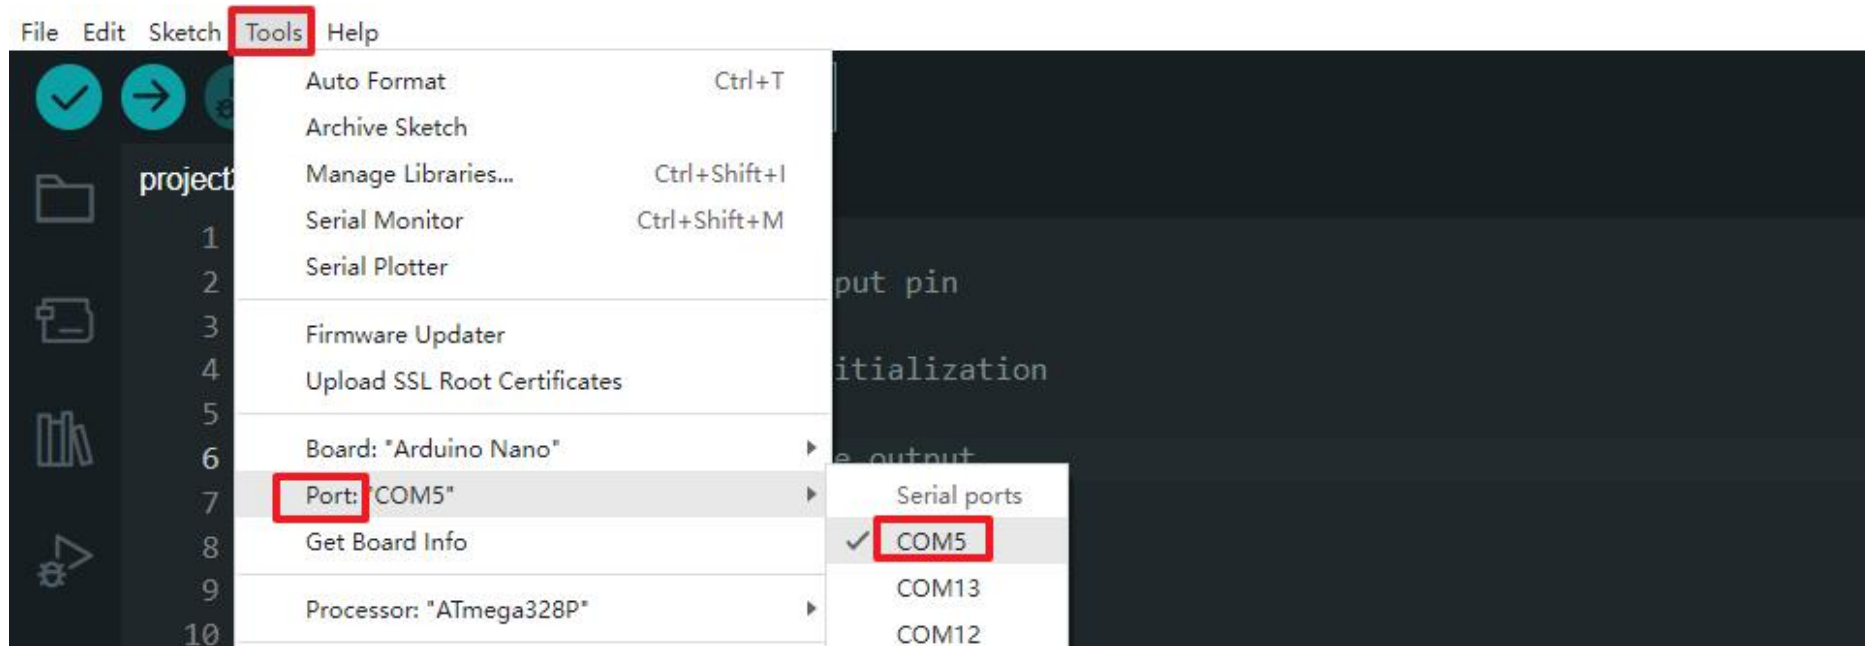 File Edit Sketch Tools Help
Auto Format Ctrl+T
Archive Sketch
project
Manage Libraries... Ctrl+Shift+I
Serial Monitor Ctrl+Shift+M
1
Serial Plotter
2 put pin
3
Firmware Updater
4 itialization
Upload SSL Root Certificates
5
Board: "Arduino Nano"
6 e output
Port: "COM5" Serial ports
7
8 Get Board Info COM5
9 COM13
Processor: "ATmega328P"
10 COM12